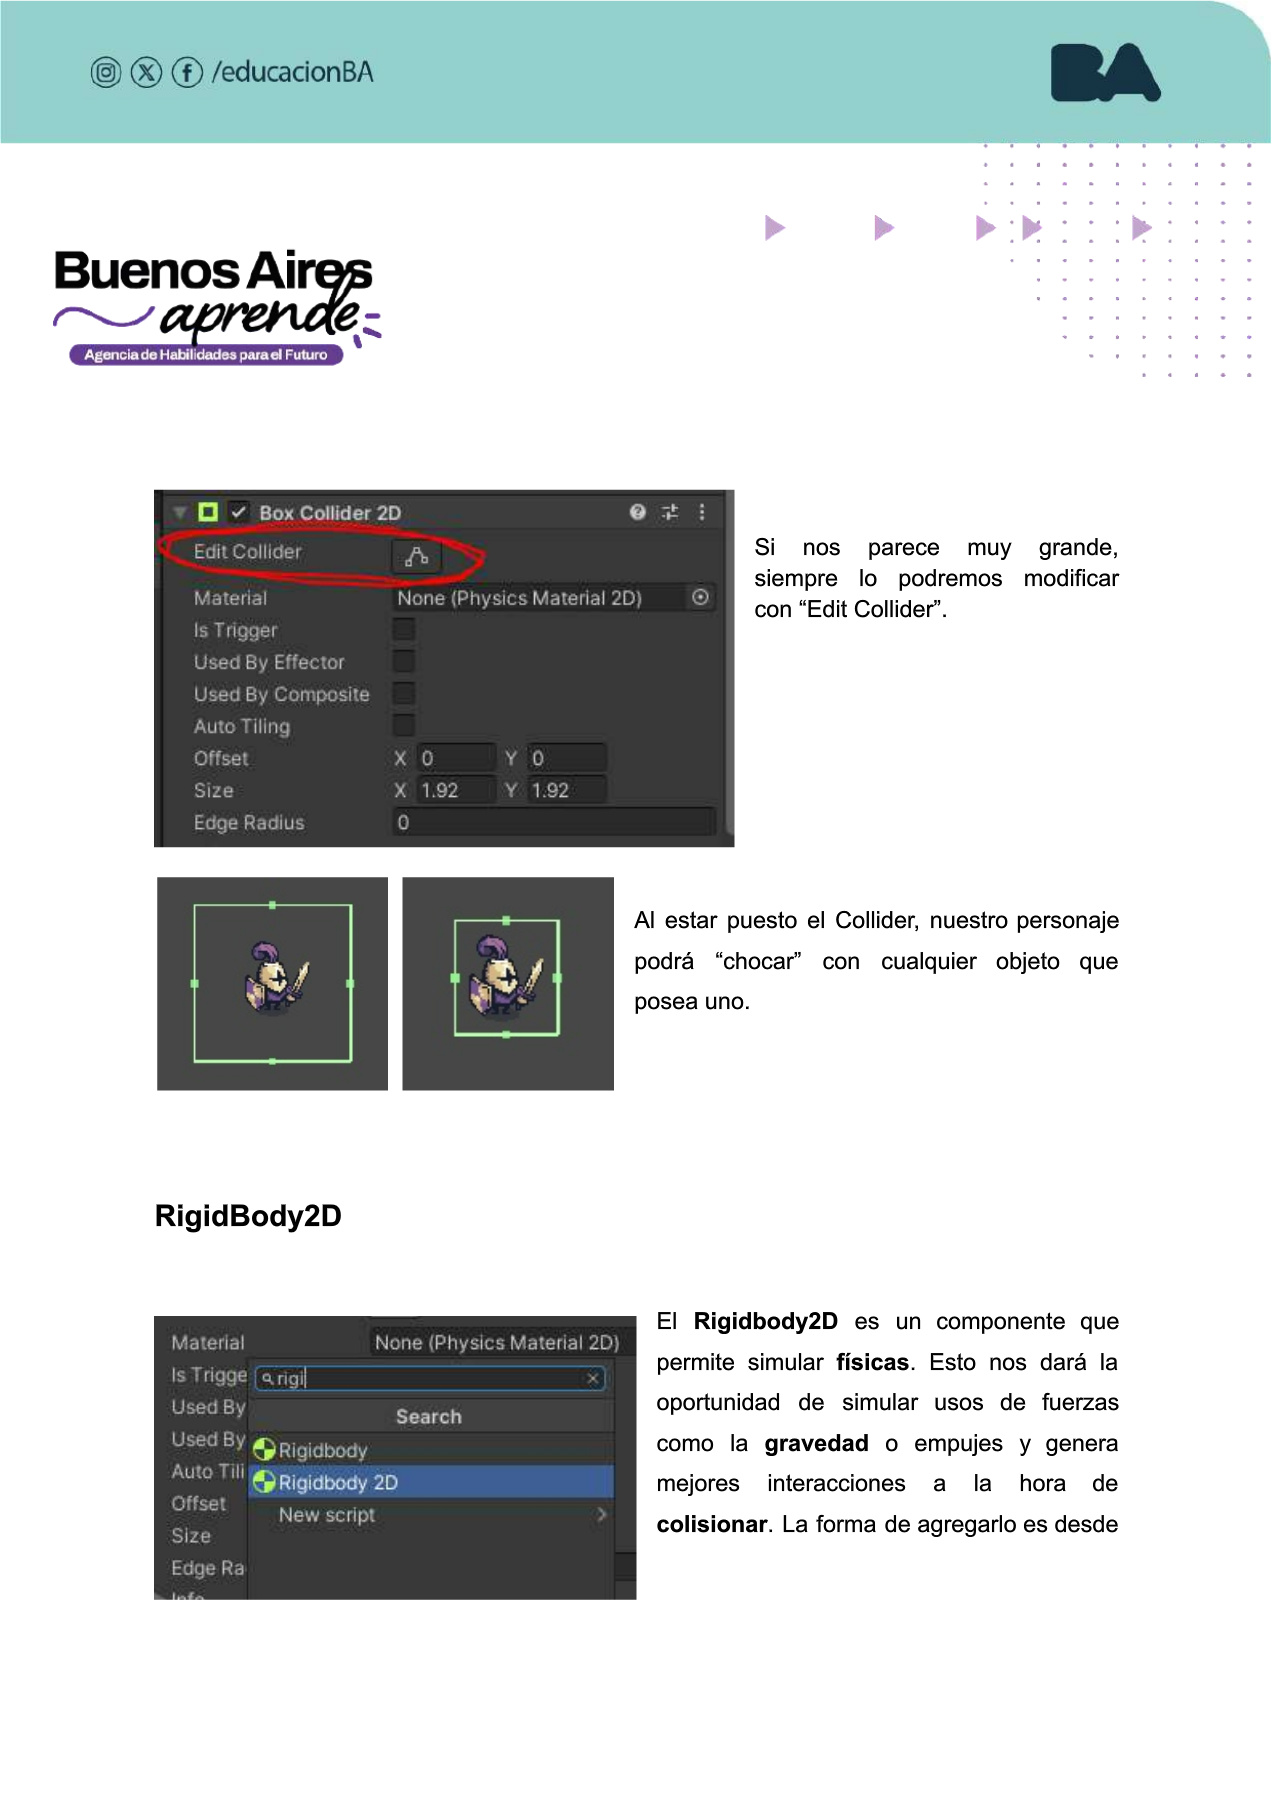 /educacionBA
BA
Buenos Aires
aprende
Agencia de Habilidades para el Futuro
Box Collider 2D
Edit Collider
Material None (Physics Material 2D)
Is Trigger
Used By Effector
Used By Composite
Auto Tiling
Offset X 0 Y 0
Size X 1.92 Y 1.92
Edge Radius 0
Si nos parece muy grande,
siempre lo podremos modificar
con “Edit Collider”.
Al estar puesto el Collider, nuestro personaje
podrá “chocar” con cualquier objeto que
posea uno.
RigidBody2D
Material None (Physics Material 2D)
Is Trigge
rigi
Used By
Search
Used By
Rigidbody
Auto Tili
Rigidbody 2D
Offset
New script
Size
Edge Ra
Info
El Rigidbody2D es un componente que
permite simular físicas. Esto nos dará la
oportunidad de simular usos de fuerzas
como la gravedad o empujes y genera
mejores interacciones a la hora de
colisionar. La forma de agregarlo es desde